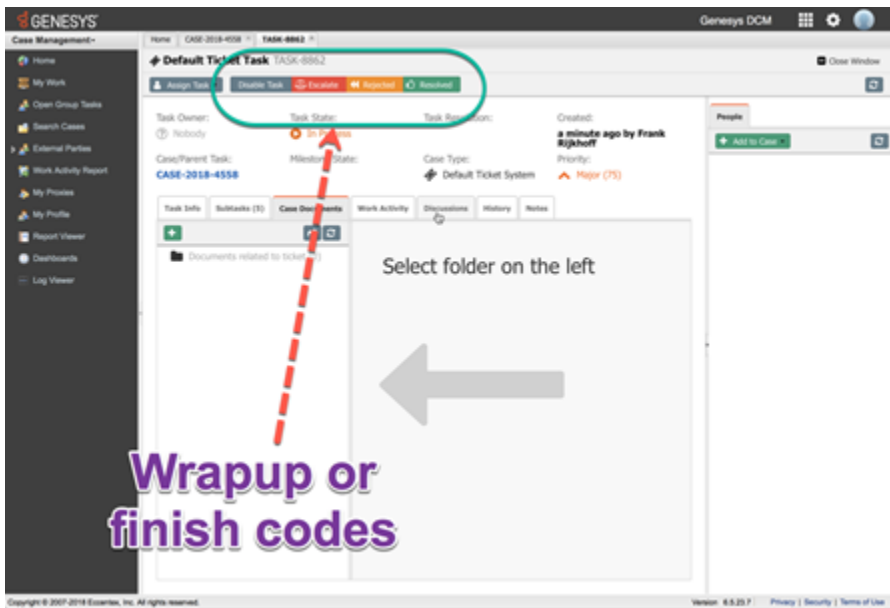 GENESYS
Genesys DCM
Case Management-
Home CASE-2018-4558 × TASK-8862 ×
Home
Default Ticket Task TASK-8862
Close Window
My Work
Assign Task Disable Task Escalate Rejected Resolved
Open Group Tasks
Search Cases
External Parties
Work Activity Report
My Proxies
My Profile
Report Viewer
Dashboards
Log Viewer
Task Owner: Task State: Created:
Nobody In Progress a minute ago by Frank
Rijkhoff
Case/Parent Task: Case Type: Priority:
CASE-2018-4558 Default Ticket System Major (75)
People
Add to Case
Task Info Subtasks (5) Case Documents Work Activity Discussions History Notes
Documents related to ticket
Select folder on the left
Wrapup or
finish codes
Copyright © 2007-2018 Eccentex, Inc. All rights reserved.
Version 6.5.23.7 Privacy | Security | Terms of Use